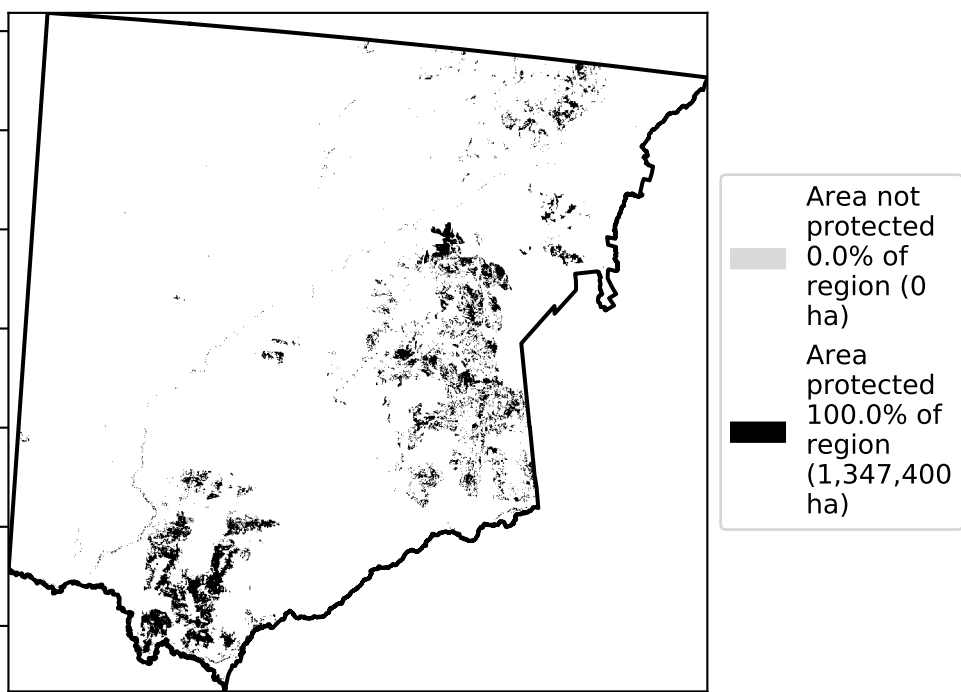 Area not
protected
0.0% of
region (0
ha)
Area
protected
100.0% of
region
(1,347,400
ha)